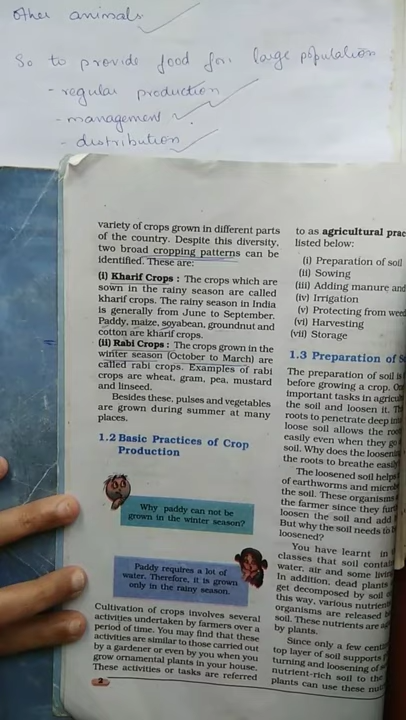 other animals
So to provide food for large population
- regular production
- management
- distribution
variety of crops grown in different parts
of the country. Despite this diversity,
two broad cropping patterns can be
identified. These are:
(i) Kharif Crops : The crops which are
sown in the rainy season are called
kharif crops. The rainy season in India
is generally from June to September.
Paddy, maize, soyabean, groundnut and
cotton are kharif crops.
(ii) Rabi Crops : The crops grown in the
winter season (October to March) are
called rabi crops. Examples of rabi
crops are wheat, gram, pea, mustard
and linseed.
Besides these, pulses and vegetables
are grown during summer at many
places.
1.2 Basic Practices of Crop
Production
Why paddy can not be
grown in the winter season?
Paddy requires a lot of
water. Therefore, it is grown
only in the rainy season.
Cultivation of crops involves several
activities undertaken by farmers over a
period of time. You may find that these
activities are similar to those carried out
by a gardener or even by you when you
grow ornamental plants in your house.
These activities or tasks are referred
2
to as agricultural prac
listed below:
(i) Preparation of soil
(ii) Sowing
(iii) Adding manure and
(iv) Irrigation
(v) Protecting from weed
(vi) Harvesting
(vii) Storage
1.3 Preparation of S
The preparation of soil is
before growing a crop. On
important tasks in agricul
the soil and loosen it. Th
roots to penetrate deep int
loose soil allows the root
easily even when they go
soil. Why does the loosening
the roots to breathe easily
The loosened soil helps
of earthworms and microb
the soil. These organisms
the farmer since they furt
loosen the soil and add
But why the soil needs to b
loosened?
You have learnt in
classes that soil contai
water, air and some livin
In addition, dead plants
get decomposed by soil o
this way, various nutrien
organisms are released
soil. These nutrients are a
by plants.
Since only a few cent
top layer of soil supports
turning and loosening of s
nutrient-rich soil to the
plants can use these nut